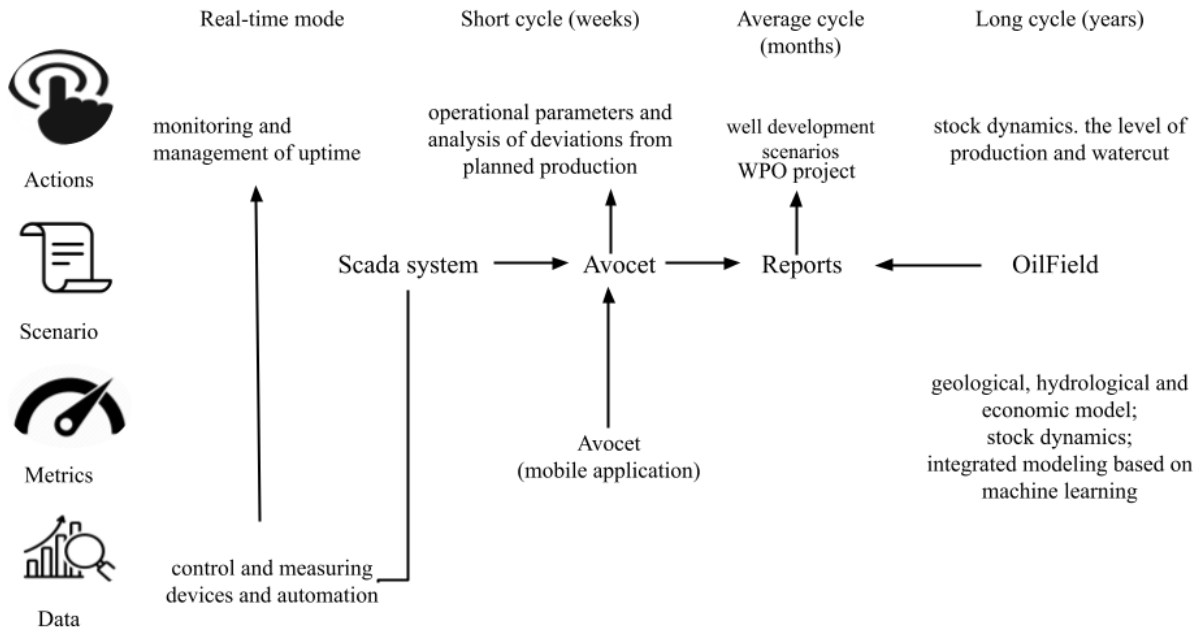 Real-time mode
Short cycle (weeks)
Average cycle
(months)
Long cycle (years)
Actions
monitoring and
management of uptime
operational parameters and
analysis of deviations from
planned production
well development
scenarios
WPO project
stock dynamics. the level of
production and watercut
Scenario
Scada system
Avocet
Reports
OilField
Metrics
Avocet
(mobile application)
geological, hydrological and
economic model;
stock dynamics;
integrated modeling based on
machine learning
Data
control and measuring
devices and automation